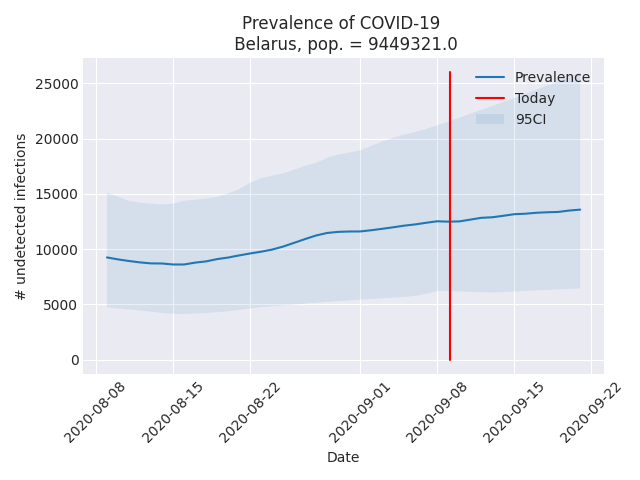 Prevalence of COVID-19
Belarus, pop. = 9449321.0
Prevalence
Today
95CI
# undetected infections
25000
20000
15000
10000
5000
0
2020-08-08
2020-08-15
2020-08-22
2020-09-01
2020-09-08
2020-09-15
2020-09-22
Date